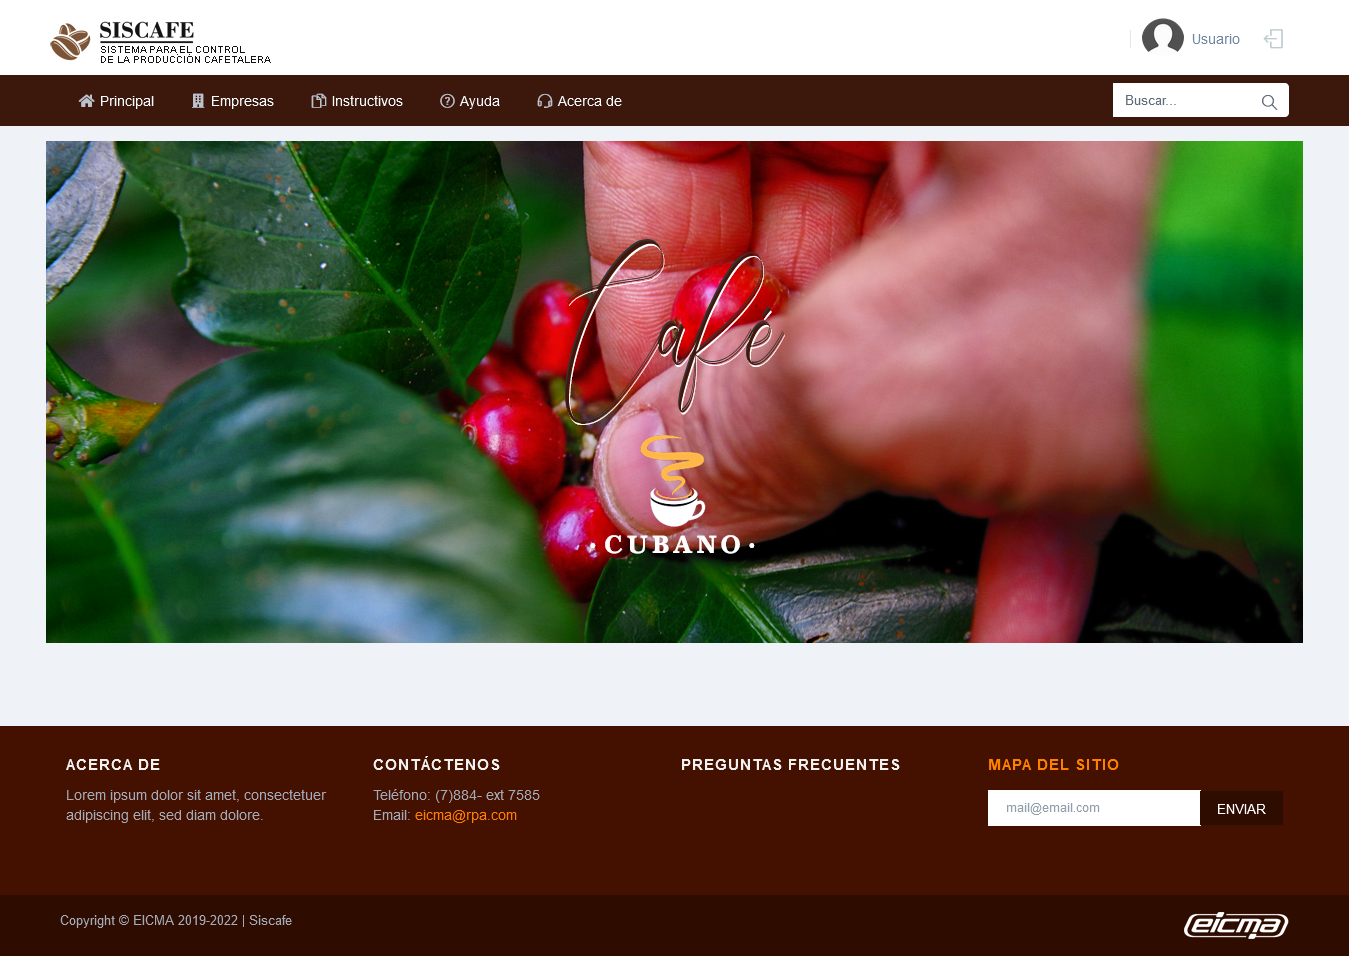 SISCAFE
SISTEMA PARA EL CONTROL
DE LA PRODUCCIÓN CAFETALERA
Usuario
Principal
Empresas
Instructivos
Ayuda
Acerca de
Buscar...
Café
· CUBANO ·
ACERCA DE
Lorem ipsum dolor sit amet, consectetuer
adipiscing elit, sed diam dolore.
CONTÁCTENOS
Teléfono: (7)884- ext 7585
Email: eicma@rpa.com
PREGUNTAS FRECUENTES
MAPA DEL SITIO
mail@email.com
ENVIAR
Copyright © EICMA 2019-2022 | Siscafe
eicma